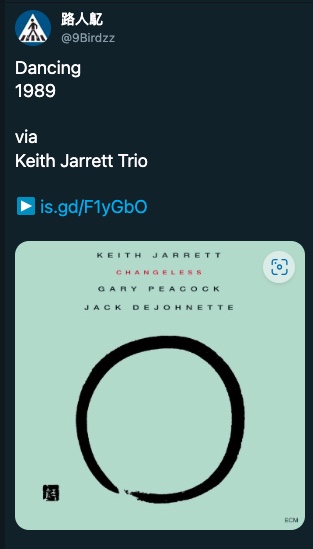 路人㠪
@9Birdzz
Dancing
1989
via
Keith Jarrett Trio
is.gd/F1yGbO
KEITH JARRETT
CHANGELESS
GARY PEACOCK
JACK DEJOHNETTE
ECM